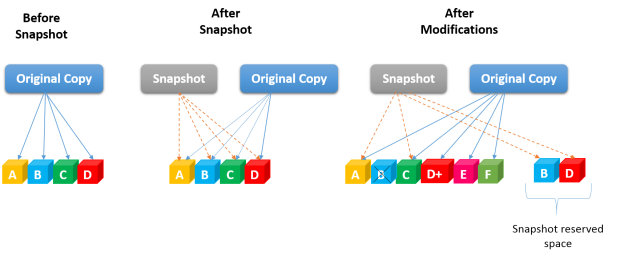 Before
Snapshot
After
Snapshot
After
Modifications
Original Copy
Snapshot
Original Copy
Snapshot
Original Copy
A B C D
A B C D
A B C D+ E F
B D
Snapshot reserved
space